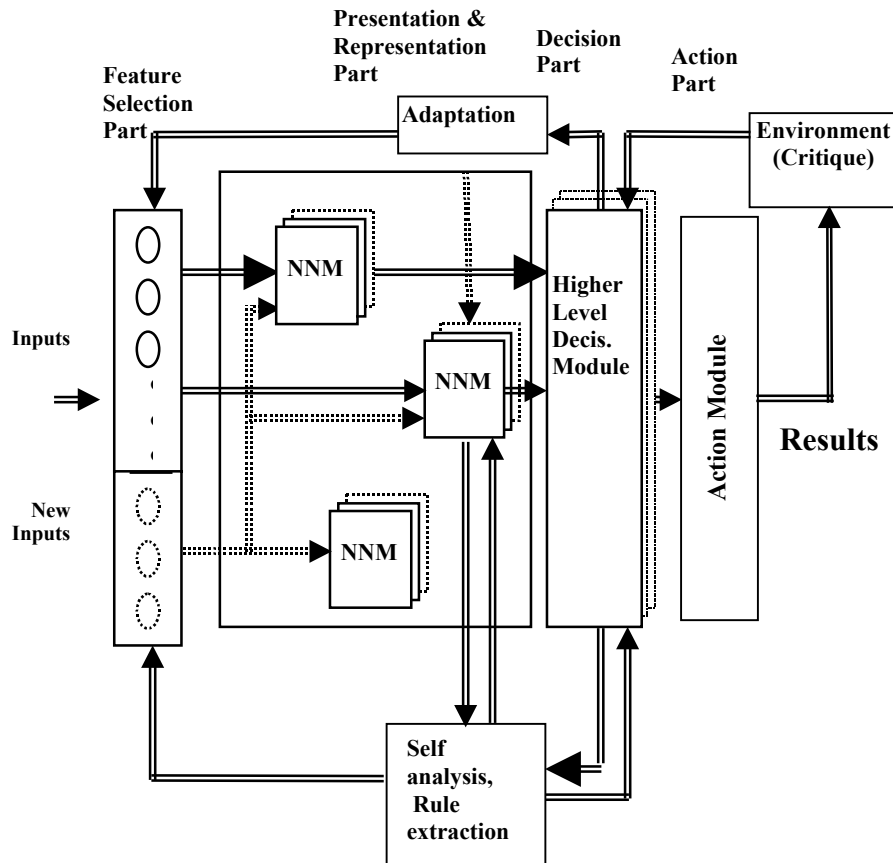 Presentation &
Representation
Part
Decision
Part
Action
Part
Feature
Selection
Part
Adaptation
Environment
(Critique)
NNM
Higher
Level
Decis.
Module
Inputs
NNM
Action Module
Results
New
Inputs
NNM
Self
analysis,
Rule
extraction